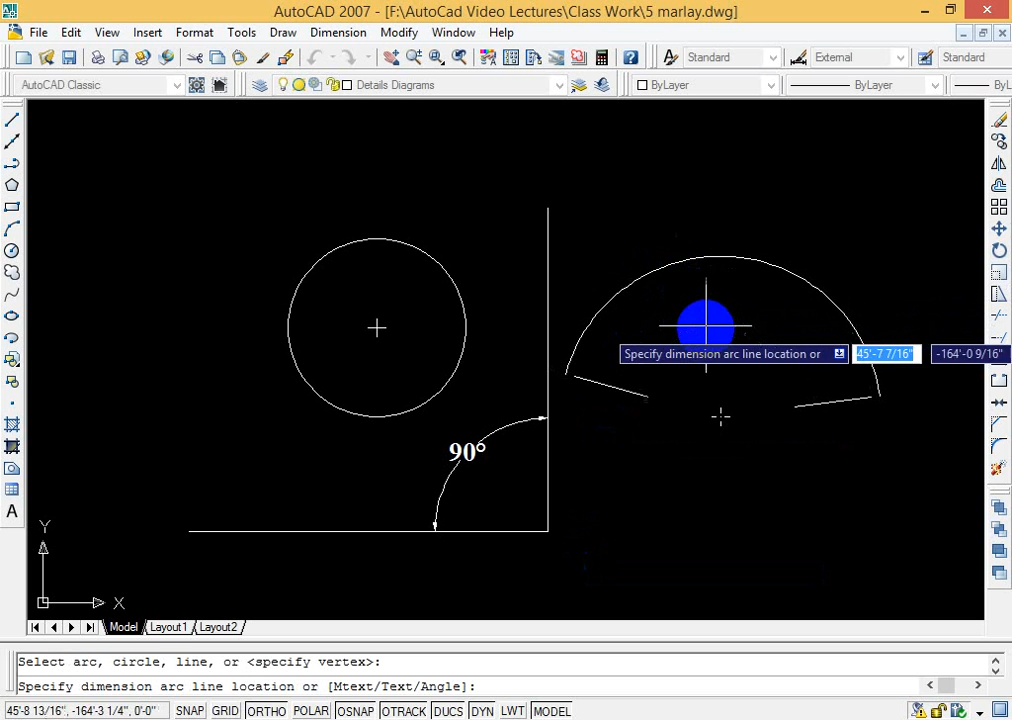 AutoCAD 2007 - [F:\AutoCad Video Lectures\Class Work\5 marlay.dwg]
File Edit View Insert Format Tools Draw Dimension Modify Window Help
Standard External Standard
AutoCAD Classic Details Diagrams ByLayer ByLayer ByL
Specify dimension arc line location or 45'-7 7/16" -164'-0 9/16"
90°
Y
X
Model Layout1 Layout2
Select arc, circle, line, or <specify vertex>:
Specify dimension arc line location or [Mtext/Text/Angle]:
45'-8 13/16", -164'-3 1/4", 0'-0" SNAP GRID ORTHO POLAR OSNAP OTRACK DUCS DYN LWT MODEL